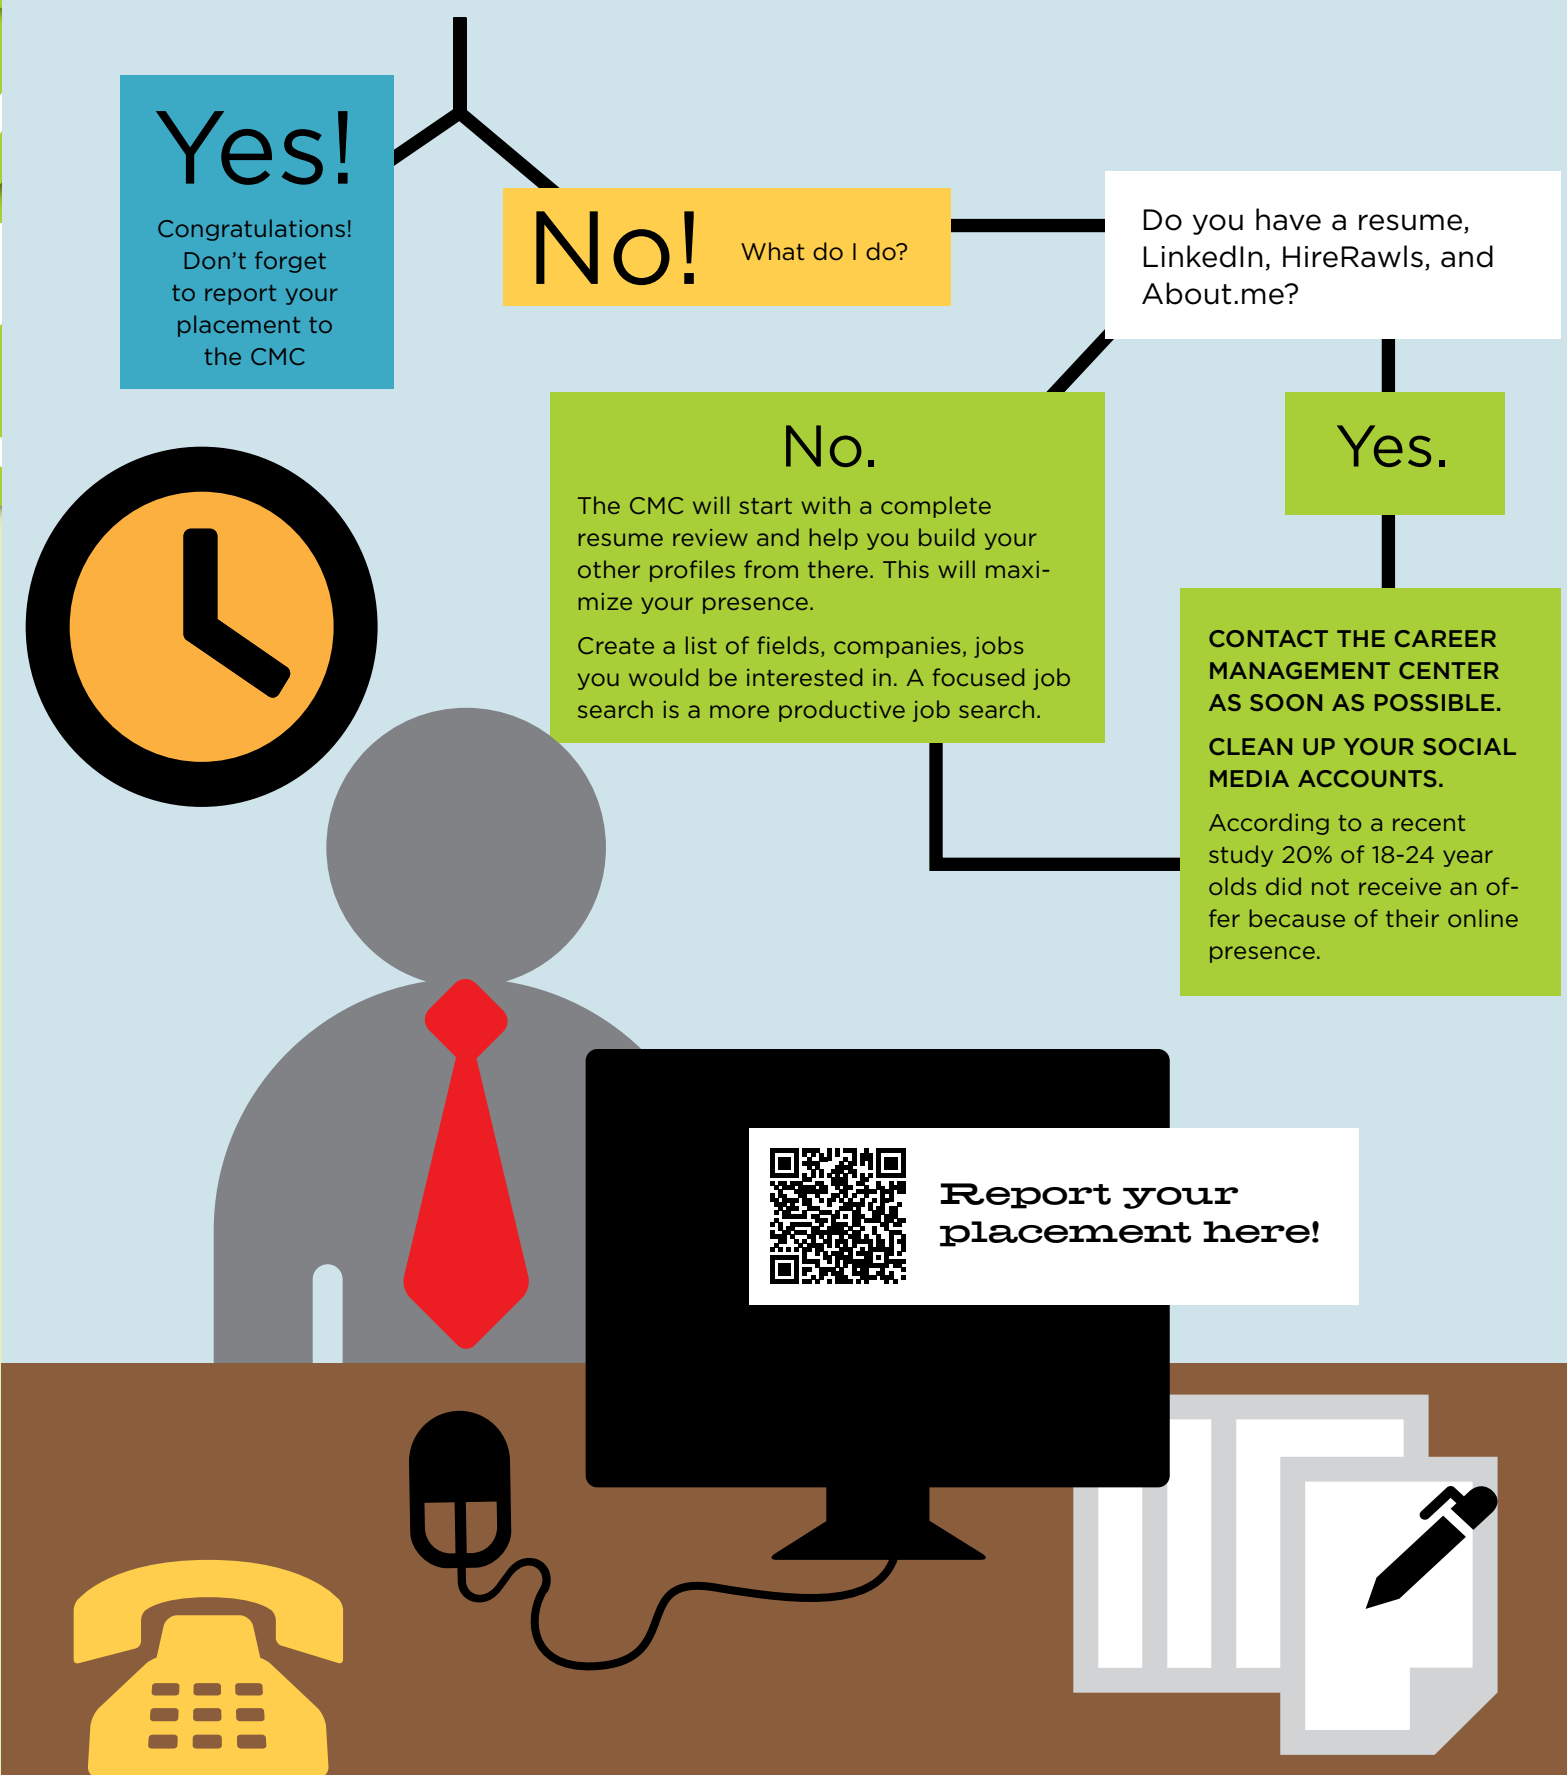 Yes!
Congratulations!
Don't forget
to report your
placement to
the CMC
No!
What do I do?
Do you have a resume,
LinkedIn, HireRawls, and
About.me?
No.
The CMC will start with a complete
resume review and help you build your
other profiles from there. This will maxi-
mize your presence.
Create a list of fields, companies, jobs
you would be interested in. A focused job
search is a more productive job search.
Yes.
CONTACT THE CAREER
MANAGEMENT CENTER
AS SOON AS POSSIBLE.
CLEAN UP YOUR SOCIAL
MEDIA ACCOUNTS.
According to a recent
study 20% of 18-24 year
olds did not receive an of-
fer because of their online
presence.
Report your
placement here!